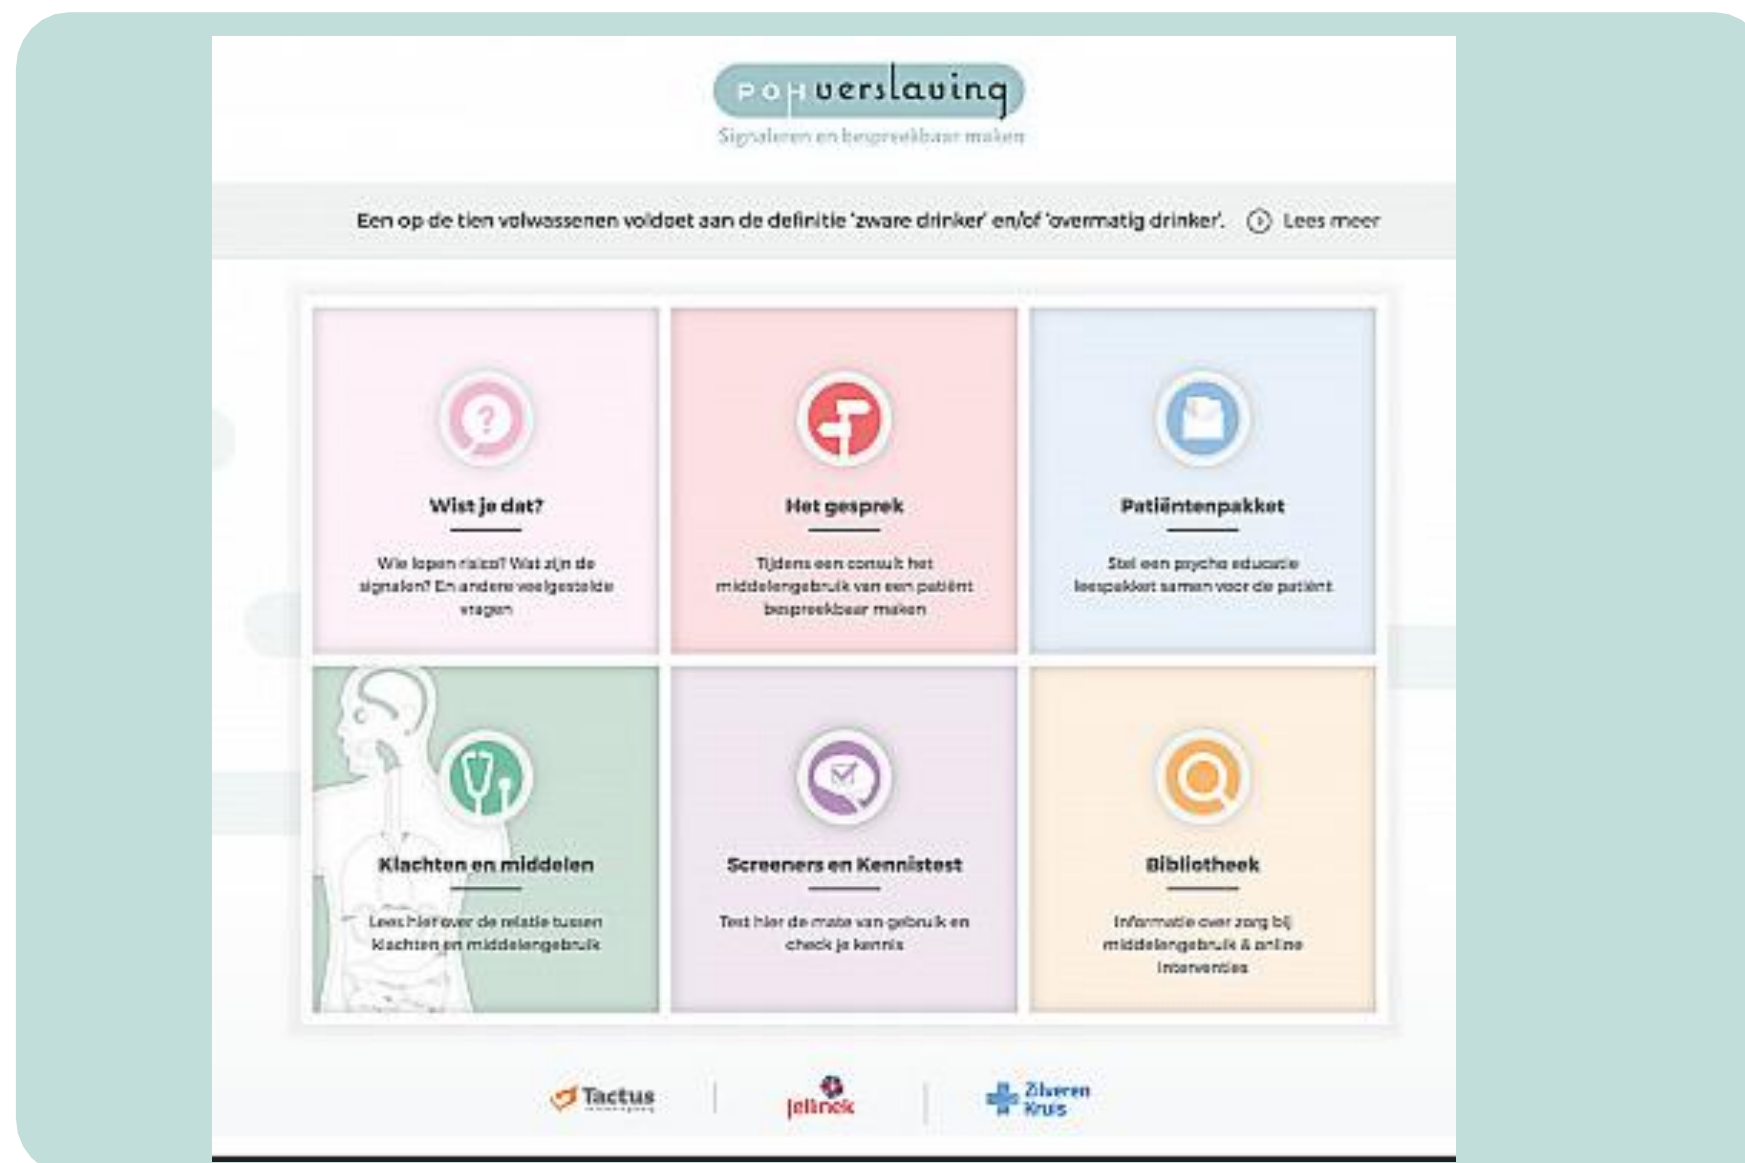 POH verslaving
Signaleren en bespreekbaar maken
Een op de tien volwassenen voldoet aan de definitie 'zware drinker' en/of 'overmatig drinker'. Lees meer
?
Wist je dat?
Wie lopen risico? Wat zijn de
signalen? En andere veelgestelde
vragen
Het gesprek
Tijdens een consult het
middelengebruik van een patiënt
bespreekbaar maken
Patiëntenpakket
Stel een psycho educatie
leespakket samen voor de patiënt
Klachten en middelen
Lees hier over de relatie tussen
klachten en middelengebruik
Screeners en Kennistest
Test hier de mate van gebruik en
check je kennis
Bibliotheek
Informatie over zorg bij
middelengebruik & online
interventies
Tactus
Jellinek
Zilveren
Kruis